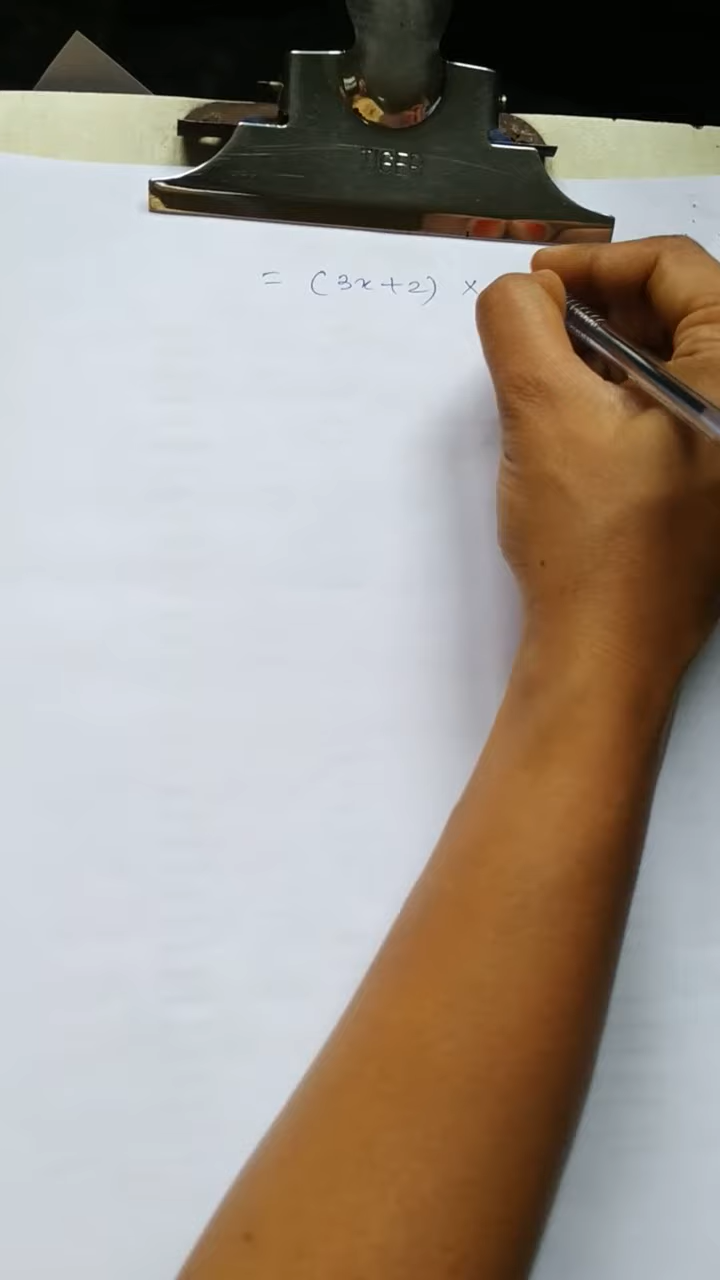 TIGER
= (3x+2) ×